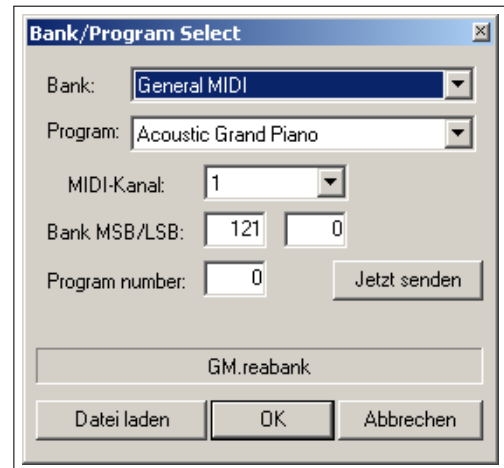 Bank/Program Select
Bank: General MIDI
Program: Acoustic Grand Piano
MIDI-Kanal: 1
Bank MSB/LSB: 121 0
Program number: 0 Jetzt senden
GM.reabank
Datei laden OK Abbrechen